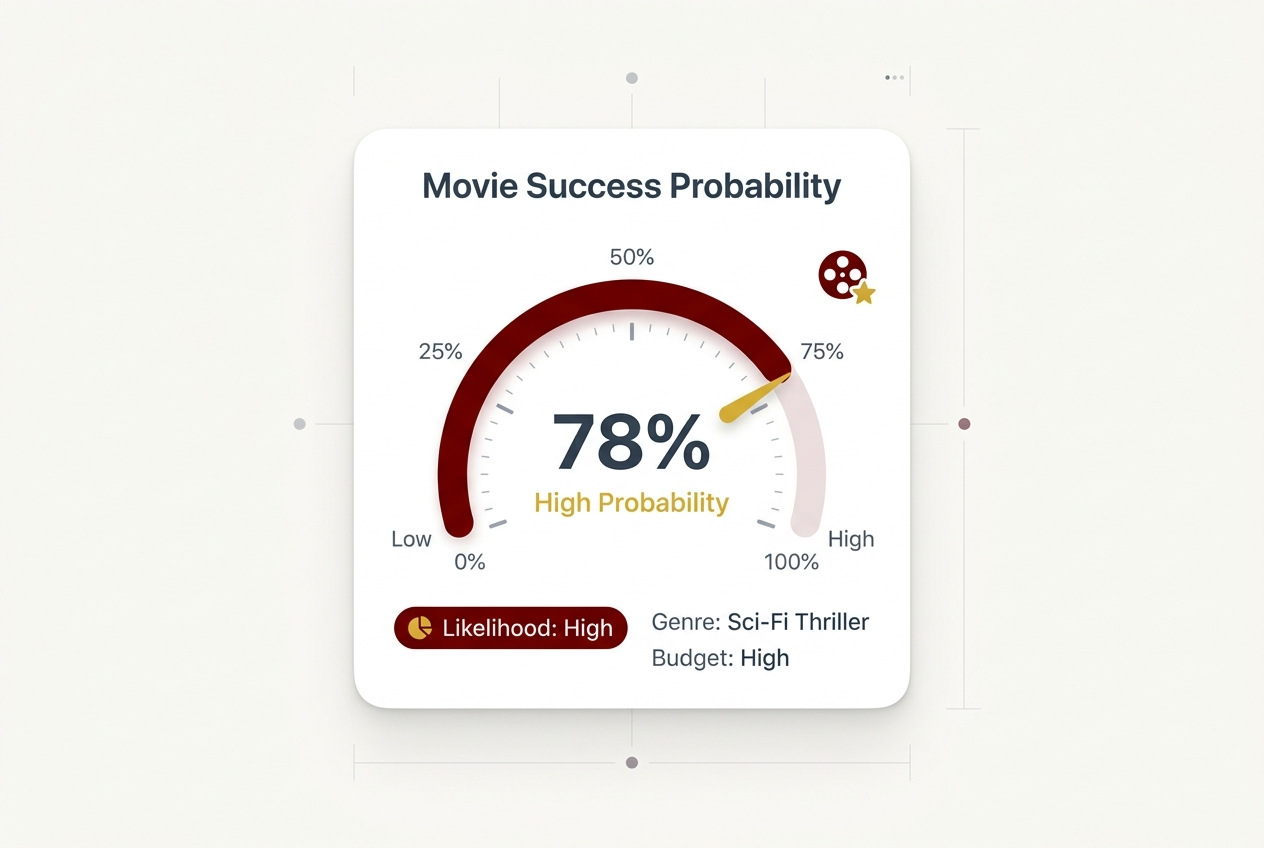 Movie Success Probability
50%
25%
75%
78%
High Probability
Low
High
0%
100%
Likelihood: High
Genre: Sci-Fi Thriller
Budget: High